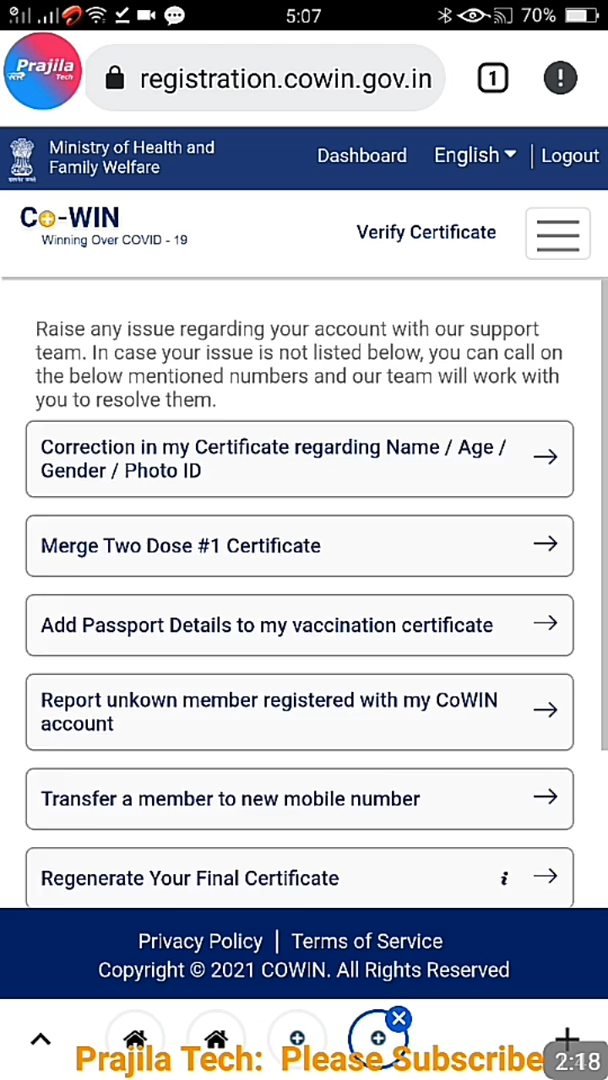 5:07
70%
Prajila
Tech
registration.cowin.gov.in
1
Ministry of Health and
Family Welfare
Dashboard
English
Logout
Co-WIN
Winning Over COVID - 19
Verify Certificate
Raise any issue regarding your account with our support
team. In case your issue is not listed below, you can call on
the below mentioned numbers and our team will work with
you to resolve them.
Correction in my Certificate regarding Name / Age /
Gender / Photo ID
Merge Two Dose #1 Certificate
Add Passport Details to my vaccination certificate
Report unkown member registered with my CoWIN
account
Transfer a member to new mobile number
Regenerate Your Final Certificate i
Privacy Policy | Terms of Service
Copyright © 2021 COWIN. All Rights Reserved
Prajila Tech: Please Subscribe
2:18